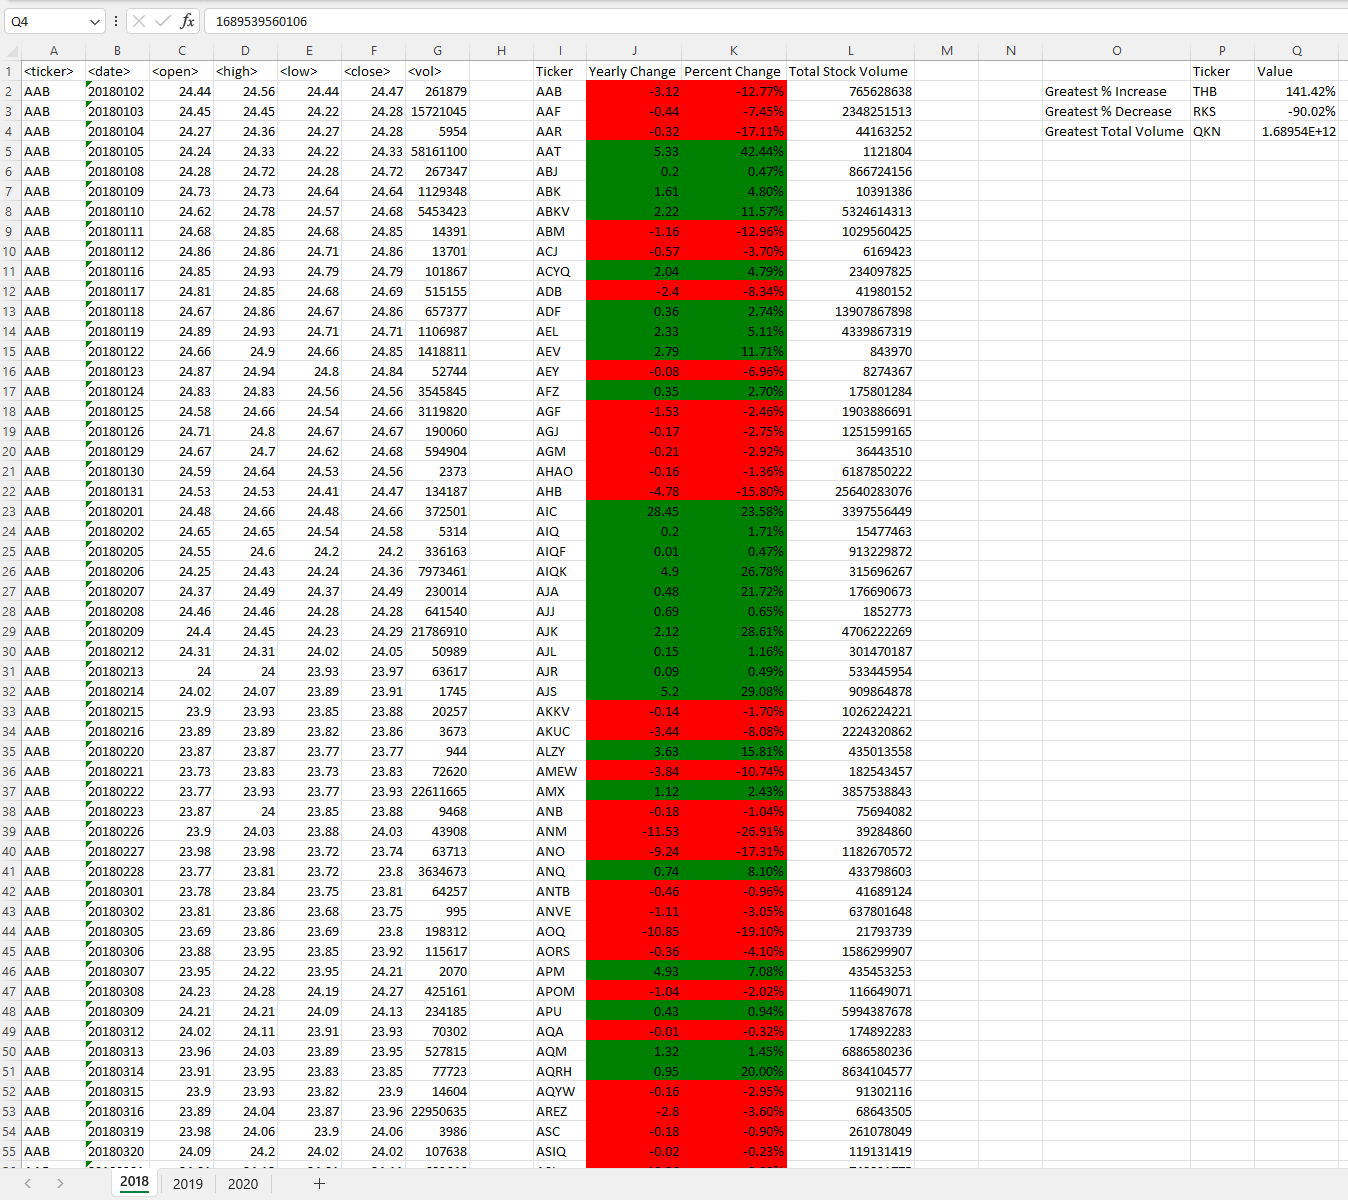 Q4 fx 1689539560106
A B C D E F G H I J K L M N O P Q
1 <ticker> <date> <open> <high> <low> <close> <vol> Ticker Yearly Change Percent Change Total Stock Volume Ticker Value
2 AAB 20180102 24.44 24.56 24.44 24.47 261879 AAB -3.12 -12.77% 765628638 Greatest % Increase THB 141.42%
3 AAB 20180103 24.45 24.45 24.22 24.28 15721045 AAF -0.44 -7.45% 2348251513 Greatest % Decrease RKS -90.02%
4 AAB 20180104 24.27 24.36 24.27 24.28 5954 AAR -0.32 -17.11% 44163252 Greatest Total Volume QKN 1.68954E+12
5 AAB 20180105 24.24 24.33 24.22 24.33 58161100 AAT 5.33 42.44% 1121804
6 AAB 20180108 24.28 24.72 24.28 24.72 267347 ABJ 0.2 0.47% 866724156
7 AAB 20180109 24.73 24.73 24.64 24.64 1129348 ABK 1.61 4.80% 10391386
8 AAB 20180110 24.62 24.78 24.57 24.68 5453423 ABKV 2.22 11.57% 5324614313
9 AAB 20180111 24.68 24.85 24.68 24.85 14391 ABM -1.16 -12.96% 1029560425
10 AAB 20180112 24.86 24.86 24.71 24.86 13701 ACJ -0.57 -3.70% 6169423
11 AAB 20180116 24.85 24.93 24.79 24.79 101867 ACYQ 2.04 4.79% 234097825
12 AAB 20180117 24.81 24.85 24.68 24.69 515155 ADB -2.4 -8.34% 41980152
13 AAB 20180118 24.67 24.86 24.67 24.86 657377 ADF 0.36 2.74% 13907867898
14 AAB 20180119 24.89 24.93 24.71 24.71 1106987 AEL 2.33 5.11% 4339867319
15 AAB 20180122 24.66 24.9 24.66 24.85 1418811 AEV 2.79 11.71% 843970
16 AAB 20180123 24.87 24.94 24.8 24.84 52744 AEY -0.08 -6.96% 8274367
17 AAB 20180124 24.83 24.83 24.56 24.56 3545845 AFZ 0.35 2.70% 175801284
18 AAB 20180125 24.58 24.66 24.54 24.66 3119820 AGF -1.53 -2.46% 1903886691
19 AAB 20180126 24.71 24.8 24.67 24.67 190060 AGJ -0.17 -2.75% 1251599165
20 AAB 20180129 24.67 24.7 24.62 24.68 594904 AGM -0.21 -2.92% 36443510
21 AAB 20180130 24.59 24.64 24.53 24.56 2373 AHAO -0.16 -1.36% 6187850222
22 AAB 20180131 24.53 24.53 24.41 24.47 134187 AHB -4.78 -15.80% 25640283076
23 AAB 20180201 24.48 24.66 24.48 24.66 372501 AIC 28.45 23.58% 3397556449
24 AAB 20180202 24.65 24.65 24.54 24.58 5314 AIQ 0.2 1.71% 15477463
25 AAB 20180205 24.55 24.6 24.2 24.2 336163 AIQF 0.01 0.47% 913229872
26 AAB 20180206 24.25 24.43 24.24 24.36 7973461 AIQK 4.9 26.78% 315696267
27 AAB 20180207 24.37 24.49 24.37 24.49 230014 AJA 0.48 21.72% 176690673
28 AAB 20180208 24.46 24.46 24.28 24.28 641540 AJJ 0.69 0.65% 1852773
29 AAB 20180209 24.4 24.45 24.23 24.29 21786910 AJK 2.12 28.61% 4706222269
30 AAB 20180212 24.31 24.31 24.02 24.05 50989 AJL 0.15 1.16% 301470187
31 AAB 20180213 24 24 23.93 23.97 63617 AJR 0.09 0.49% 533445954
32 AAB 20180214 24.02 24.07 23.89 23.91 1745 AJS 5.2 29.08% 909864878
33 AAB 20180215 23.9 23.93 23.85 23.88 20257 AKKV -0.14 -1.70% 1026224221
34 AAB 20180216 23.89 23.89 23.82 23.86 3673 AKUC -3.44 -8.08% 2224320862
35 AAB 20180220 23.87 23.87 23.77 23.77 944 ALZY 3.63 15.81% 435013558
36 AAB 20180221 23.73 23.83 23.73 23.83 72620 AMEW -3.84 -10.74% 182543457
37 AAB 20180222 23.77 23.93 23.77 23.93 22611665 AMX 1.12 2.43% 3857538843
38 AAB 20180223 23.87 24 23.85 23.88 9468 ANB -0.18 -1.04% 75694082
39 AAB 20180226 23.9 24.03 23.88 24.03 43908 ANM -11.53 -26.91% 39284860
40 AAB 20180227 23.98 23.98 23.72 23.74 63713 ANO -9.24 -17.31% 1182670572
41 AAB 20180228 23.77 23.81 23.72 23.8 3634673 ANQ 0.74 8.10% 433798603
42 AAB 20180301 23.78 23.84 23.75 23.81 64257 ANTB -0.46 -0.96% 41689124
43 AAB 20180302 23.81 23.86 23.68 23.75 995 ANVE -1.11 -3.05% 637801648
44 AAB 20180305 23.69 23.86 23.69 23.8 198312 AOQ -10.85 -19.10% 21793739
45 AAB 20180306 23.88 23.95 23.85 23.92 115617 AORS -0.36 -4.10% 1586299907
46 AAB 20180307 23.95 24.22 23.95 24.21 2070 APM 4.93 7.08% 435453253
47 AAB 20180308 24.23 24.28 24.19 24.27 425161 APOM -1.04 -2.02% 116649071
48 AAB 20180309 24.21 24.21 24.09 24.13 234185 APU 0.43 0.94% 5994387678
49 AAB 20180312 24.02 24.11 23.91 23.93 70302 AQA -0.01 -0.32% 174892283
50 AAB 20180313 23.96 24.03 23.89 23.95 527815 AQM 1.32 1.45% 6886580236
51 AAB 20180314 23.91 23.95 23.83 23.85 77723 AQRH 0.95 20.00% 8634104577
52 AAB 20180315 23.9 23.93 23.82 23.9 14604 AQYW -0.16 -2.95% 91302116
53 AAB 20180316 23.89 24.04 23.87 23.96 22950635 AREZ -2.8 -3.60% 68643505
54 AAB 20180319 23.98 24.06 23.9 24.06 3986 ASC -0.18 -0.90% 261078049
55 AAB 20180320 24.09 24.2 24.02 24.02 107638 ASIQ -0.02 -0.23% 119131419
2018 2019 2020